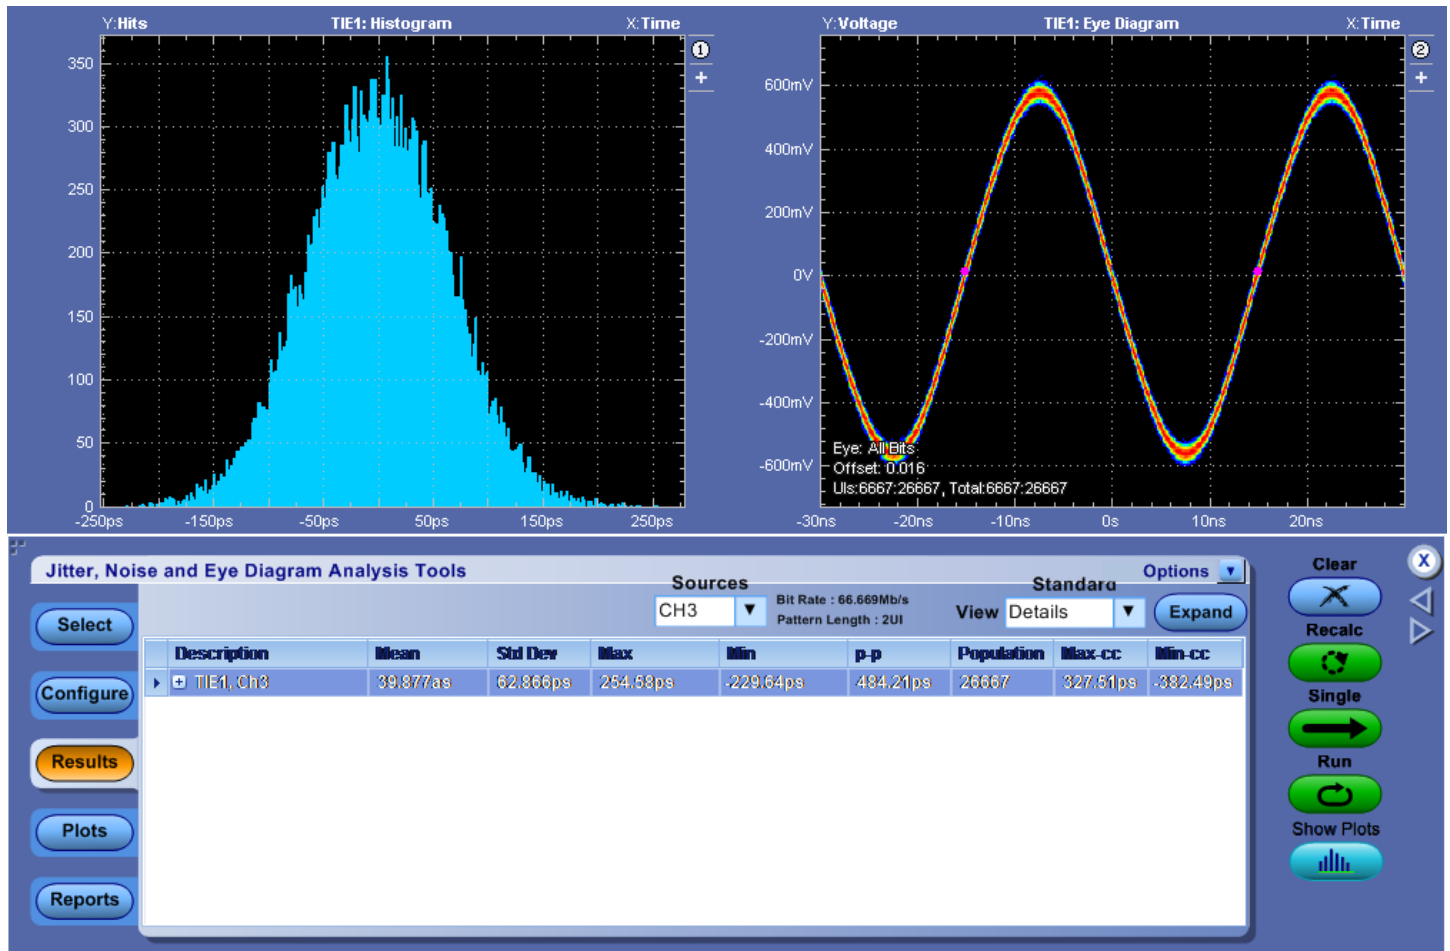 Y:Hits TIE1: Histogram X:Time
350
300
250
200
150
100
50
0
-250ps -150ps -50ps 50ps 150ps 250ps
1
+
Y:Voltage TIE1: Eye Diagram X:Time
600mV
400mV
200mV
0V
-200mV
-400mV
-600mV
Eye: All Bits
Offset: 0.016
UIs:6667:26667, Total:6667:26667
-30ns -20ns -10ns 0s 10ns 20ns
2
+
Jitter, Noise and Eye Diagram Analysis Tools
Options
Sources
CH3
Bit Rate : 66.669Mb/s
Pattern Length : 2UI
Standard
View Details
Expand
Select
Configure
Results
Plots
Reports
Description Mean Std Dev Max Min p-p Population Max-cc Min-cc
+ TIE1, Ch3 39.877as 62.866ps 254.58ps -229.64ps 484.21ps 26667 327.51ps -382.49ps
X
Clear
Recalc
Single
Run
Show Plots